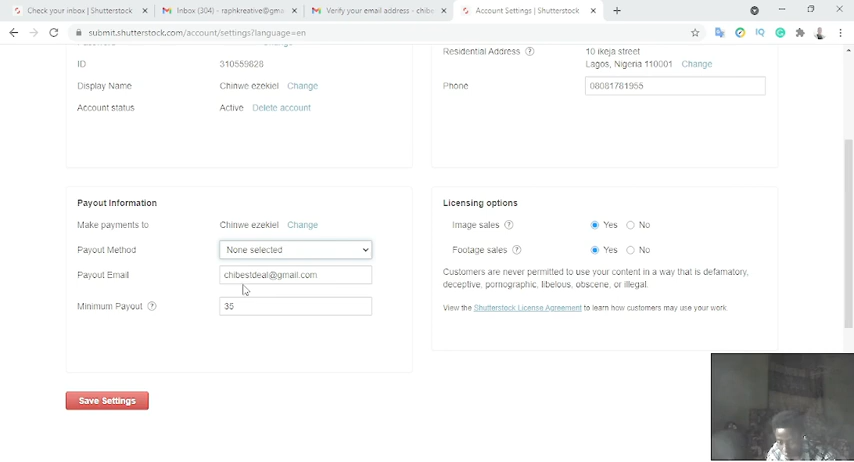 Check your inbox | Shutterstock
Inbox (304) - raphkreative@gma
Verify your email address - chibe
Account Settings | Shutterstock
submit.shutterstock.com/account/settings?language=en
Change
ID 310559828
Display Name Chinwe ezekiel Change
Account status Active Delete account
Residential Address 10 ikeja street
Lagos, Nigeria 110001 Change
Phone 08081781955
Payout Information
Make payments to Chinwe ezekiel Change
Payout Method None selected
Payout Email chibestdeal@gmail.com
Minimum Payout 35
Licensing options
Image sales Yes No
Footage sales Yes No
Customers are never permitted to use your content in a way that is defamatory,
deceptive, pornographic, libelous, obscene, or illegal.
View the Shutterstock License Agreement to learn how customers may use your work.
Save Settings